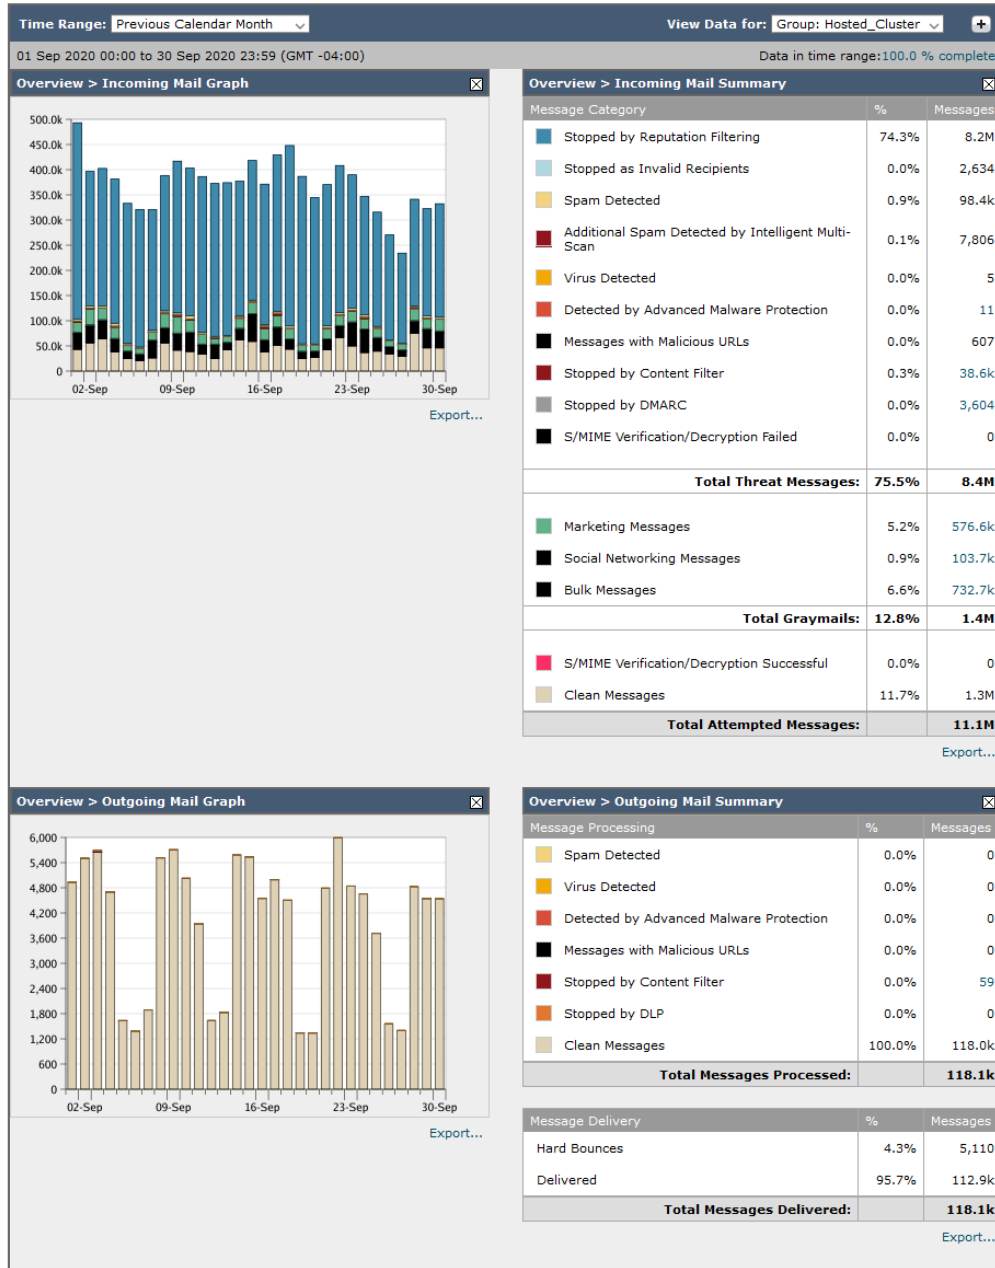 Time Range: Previous Calendar Month View Data for: Group: Hosted_Cluster
01 Sep 2020 00:00 to 30 Sep 2020 23:59 (GMT -04:00) Data in time range:100.0 % complete
Overview > Incoming Mail Graph
500.0k
450.0k
400.0k
350.0k
300.0k
250.0k
200.0k
150.0k
100.0k
50.0k
0
02-Sep 09-Sep 16-Sep 23-Sep 30-Sep
Export...
Overview > Incoming Mail Summary
Message Category % Messages
Stopped by Reputation Filtering 74.3% 8.2M
Stopped as Invalid Recipients 0.0% 2,634
Spam Detected 0.9% 98.4k
Additional Spam Detected by Intelligent Multi-
Scan 0.1% 7,806
Virus Detected 0.0% 5
Detected by Advanced Malware Protection 0.0% 11
Messages with Malicious URLs 0.0% 607
Stopped by Content Filter 0.3% 38.6k
Stopped by DMARC 0.0% 3,604
S/MIME Verification/Decryption Failed 0.0% 0
Total Threat Messages: 75.5% 8.4M
Marketing Messages 5.2% 576.6k
Social Networking Messages 0.9% 103.7k
Bulk Messages 6.6% 732.7k
Total Graymails: 12.8% 1.4M
S/MIME Verification/Decryption Successful 0.0% 0
Clean Messages 11.7% 1.3M
Total Attempted Messages: 11.1M
Export...
Overview > Outgoing Mail Graph
6,000
5,400
4,800
4,200
3,600
3,000
2,400
1,800
1,200
600
0
02-Sep 09-Sep 16-Sep 23-Sep 30-Sep
Export...
Overview > Outgoing Mail Summary
Message Processing % Messages
Spam Detected 0.0% 0
Virus Detected 0.0% 0
Detected by Advanced Malware Protection 0.0% 0
Messages with Malicious URLs 0.0% 0
Stopped by Content Filter 0.0% 59
Stopped by DLP 0.0% 0
Clean Messages 100.0% 118.0k
Total Messages Processed: 118.1k
Message Delivery % Messages
Hard Bounces 4.3% 5,110
Delivered 95.7% 112.9k
Total Messages Delivered: 118.1k
Export...